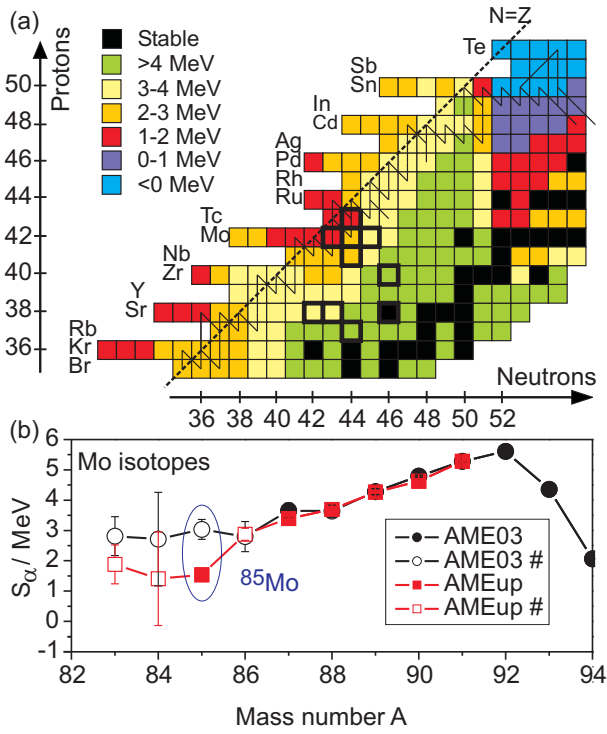 (a)
Protons
Stable
>4 MeV
3-4 MeV
2-3 MeV
1-2 MeV
0-1 MeV
<0 MeV
N=Z
Te
Sb
Sn
In
Cd
Ag
Pd
Rh
Ru
Tc
Mo
Nb
Zr
Y
Sr
Rb
Kr
Br
50
48
46
44
42
40
38
36
Neutrons
36 38 40 42 44 46 48 50 52
(b)
Mo isotopes
Sα / MeV
6
5
4
3
2
1
0
-1
85Mo
AME03
AME03 #
AMEup
AMEup #
82 84 86 88 90 92 94
Mass number A